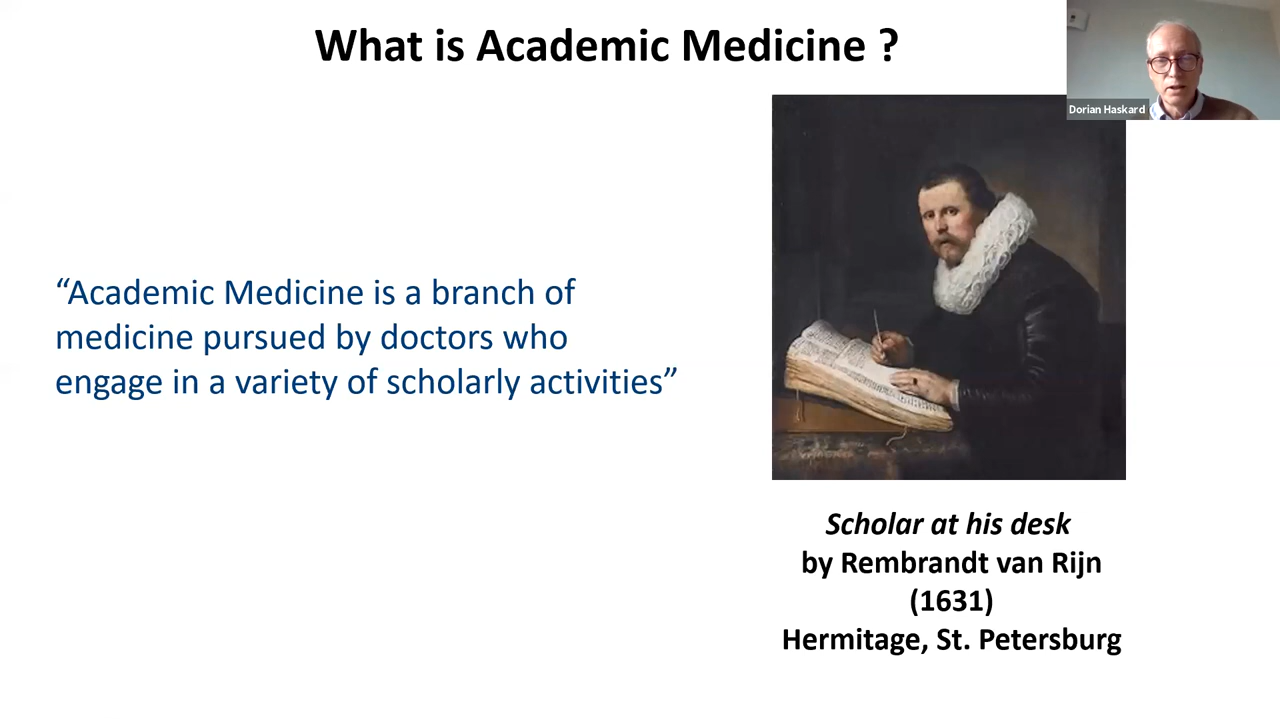 What is Academic Medicine ?
Dorian Haskard
“Academic Medicine is a branch of
medicine pursued by doctors who
engage in a variety of scholarly activities”
Scholar at his desk
by Rembrandt van Rijn
(1631)
Hermitage, St. Petersburg